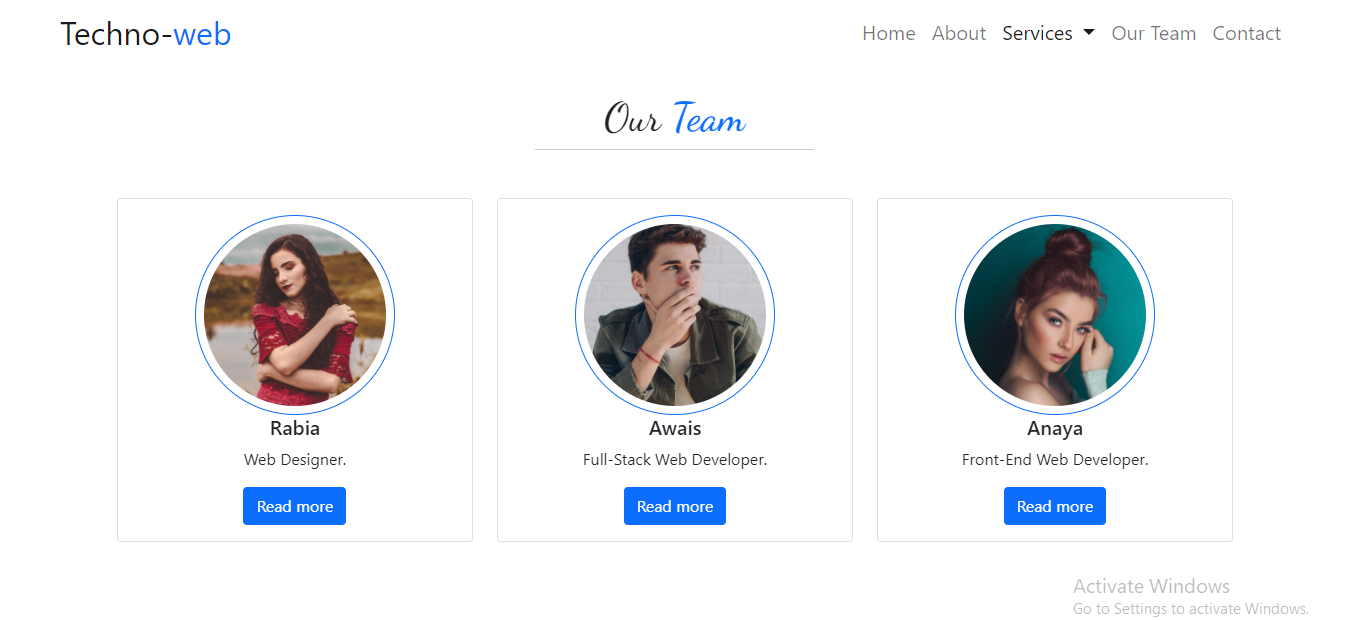 Techno-web
Home About Services Our Team Contact
Our Team
Rabia
Web Designer.
Read more
Awais
Full-Stack Web Developer.
Read more
Anaya
Front-End Web Developer.
Read more
Activate Windows
Go to Settings to activate Windows.